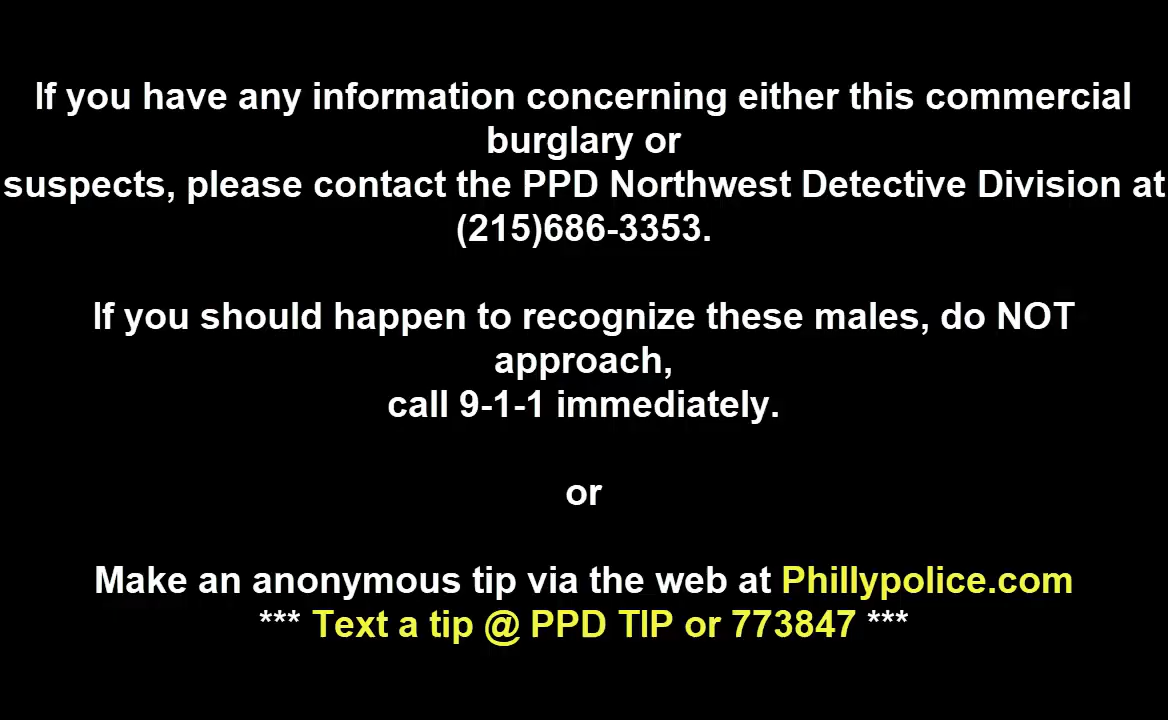 If you have any information concerning either this commercial
burglary or
suspects, please contact the PPD Northwest Detective Division at
(215)686-3353.
If you should happen to recognize these males, do NOT
approach,
call 9-1-1 immediately.
or
Make an anonymous tip via the web at Phillypolice.com
*** Text a tip @ PPD TIP or 773847 ***